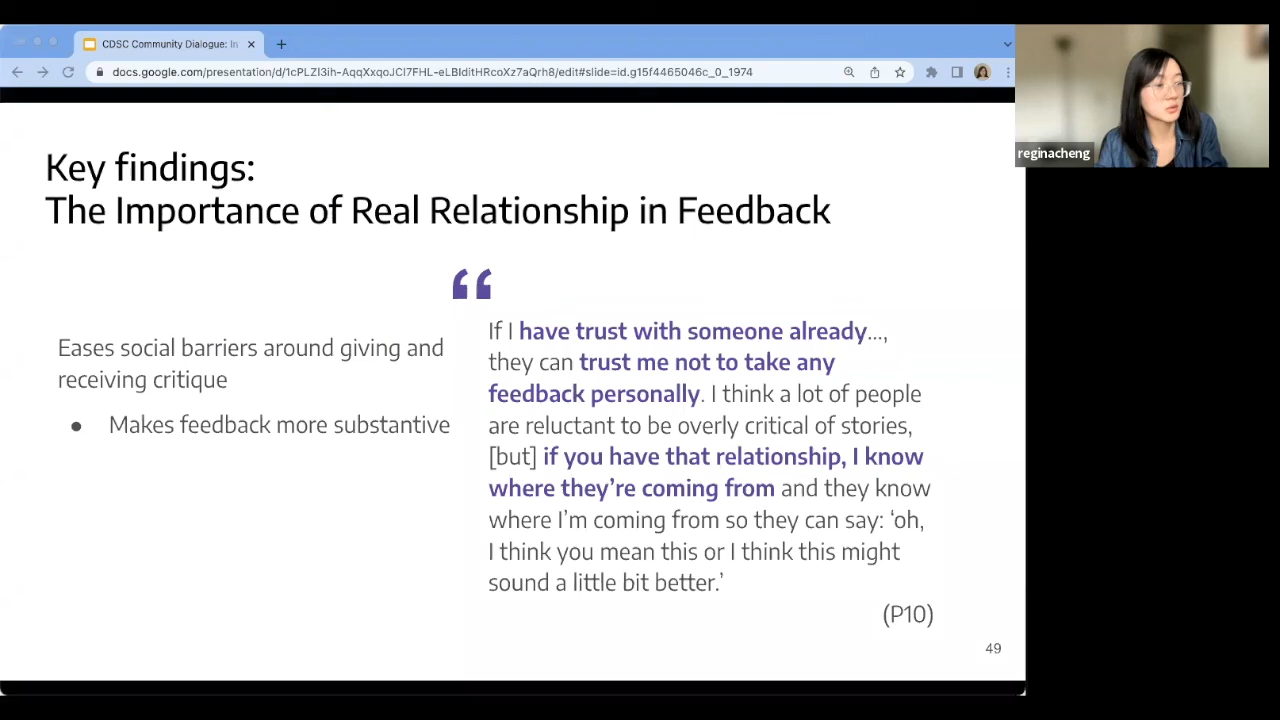 CDSC Community Dialogue: In
docs.google.com/presentation/d/1cPLZl3ih-AqqXxqoJCl7FHL-eLBIditHRcoXz7aQrh8/edit#slide=id.g15f4465046c_0_1974
reginacheng
Key findings:
The Importance of Real Relationship in Feedback
Eases social barriers around giving and
receiving critique
● Makes feedback more substantive
“
If I have trust with someone already...,
they can trust me not to take any
feedback personally. I think a lot of people
are reluctant to be overly critical of stories,
[but] if you have that relationship, I know
where they’re coming from and they know
where I’m coming from so they can say: ‘oh,
I think you mean this or I think this might
sound a little bit better.’
(P10)
49